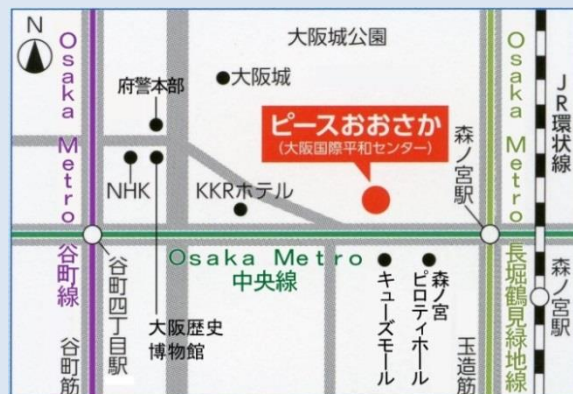 N
大阪城公園
大阪城
府警本部
NHK
KKRホテル
ピースおおさか
(大阪国際平和センター)
Osaka Metro 谷町線
谷町四丁目駅
谷町筋
大阪歴史
博物館
Osaka Metro
中央線
キューズモール
森ノ宮
ピロティホール
森ノ宮駅
玉造筋
Osaka Metro 長堀鶴見緑地線
JR環状線
森ノ宮駅